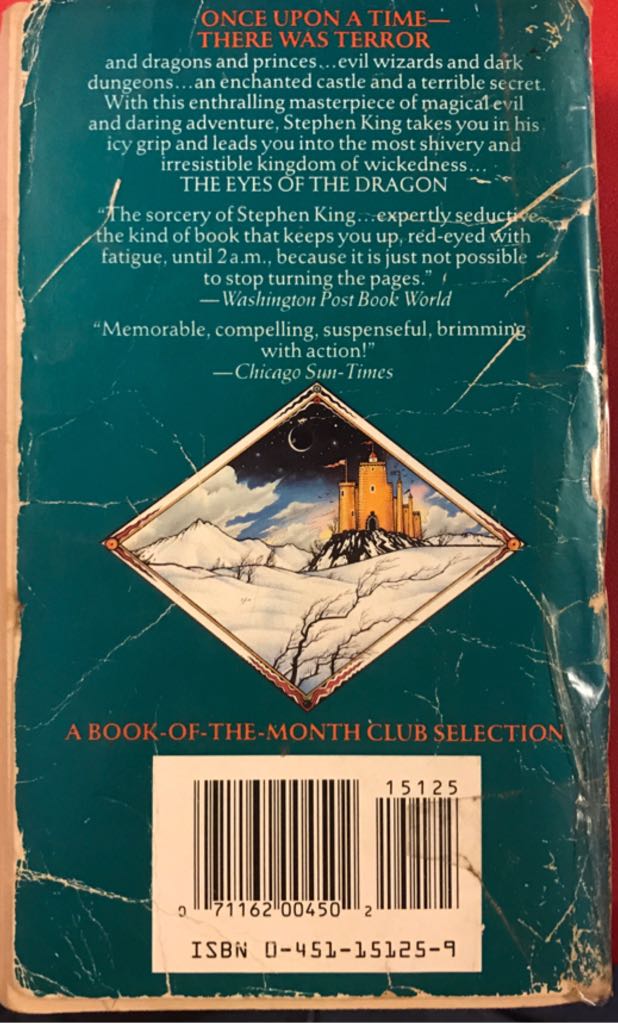 ONCE UPON A TIME—
THERE WAS TERROR
and dragons and princes...evil wizards and dark
dungeons...an enchanted castle and a terrible secret.
With this enthralling masterpiece of magical evil
and daring adventure, Stephen King takes you in his
icy grip and leads you into the most shivery and
irresistible kingdom of wickedness...
THE EYES OF THE DRAGON
“The sorcery of Stephen King...expertly seductive,
the kind of book that keeps you up, red-eyed with
fatigue, until 2 a.m., because it is just not possible
to stop turning the pages.”
—Washington Post Book World
“Memorable, compelling, suspenseful, brimming
with action!”
—Chicago Sun-Times
A BOOK-OF-THE-MONTH CLUB SELECTION
15125
0 71162 00450 2
ISBN 0-451-15125-9